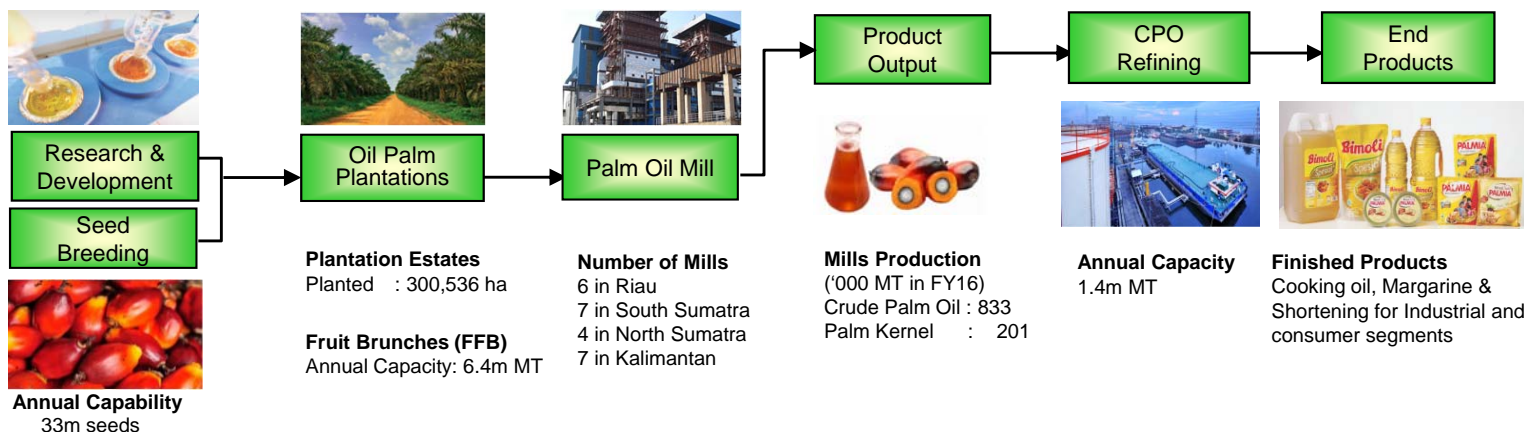 Research &
Development
Seed
Breeding
Annual Capability
33m seeds
Oil Palm
Plantations
Plantation Estates
Planted : 300,536 ha
Fruit Brunches (FFB)
Annual Capacity: 6.4m MT
Palm Oil Mill
Number of Mills
6 in Riau
7 in South Sumatra
4 in North Sumatra
7 in Kalimantan
Product
Output
Mills Production
(‘000 MT in FY16)
Crude Palm Oil : 833
Palm Kernel : 201
CPO
Refining
Annual Capacity
1.4m MT
End
Products
Bimoli
Bimoli
PALMIA
PALMIA
Finished Products
Cooking oil, Margarine &
Shortening for Industrial and
consumer segments